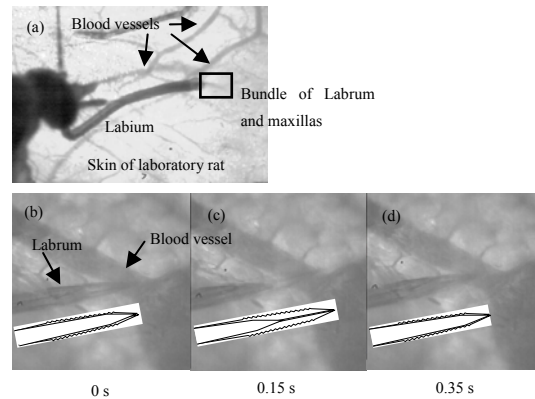 (a)
Blood vessels
Bundle of Labrum
and maxillas
Labium
Skin of laboratory rat
(b)
(c)
(d)
Labrum
Blood vessel
0 s
0.15 s
0.35 s